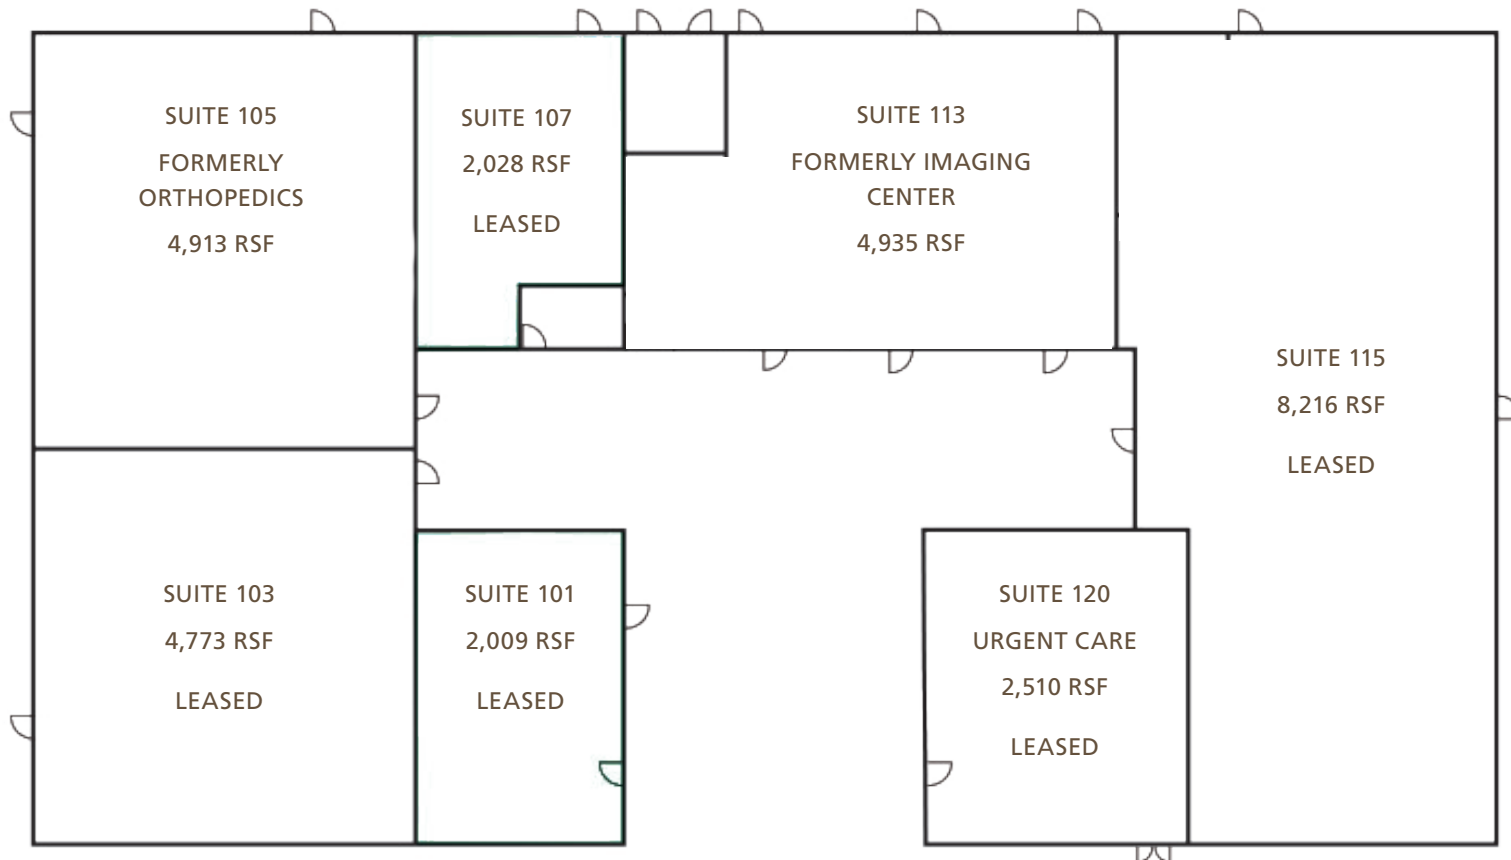 SUITE 105
FORMERLY
ORTHOPEDICS
4,913 RSF
SUITE 107
2,028 RSF
LEASED
SUITE 113
FORMERLY IMAGING
CENTER
4,935 RSF
SUITE 115
8,216 RSF
LEASED
SUITE 103
4,773 RSF
LEASED
SUITE 101
2,009 RSF
LEASED
SUITE 120
URGENT CARE
2,510 RSF
LEASED